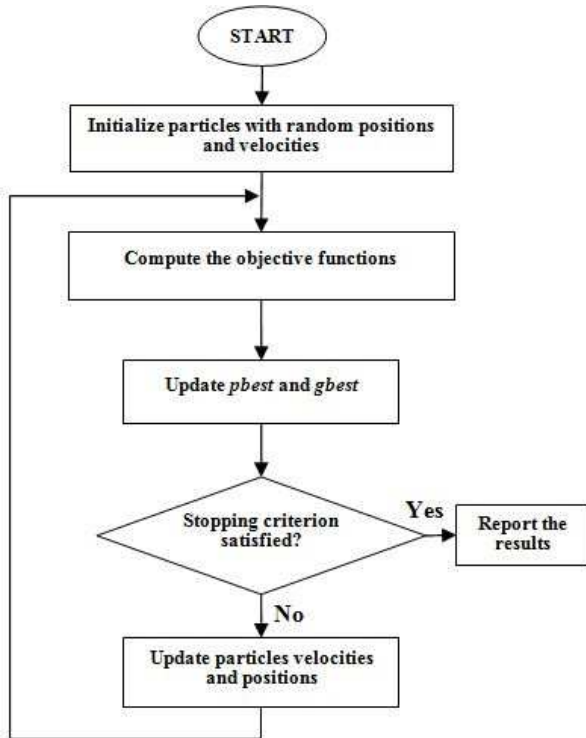 START
Initialize particles with random positions
and velocities
Compute the objective functions
Update pbest and gbest
Stopping criterion
satisfied?
Yes
Report the
results
No
Update particles velocities
and positions